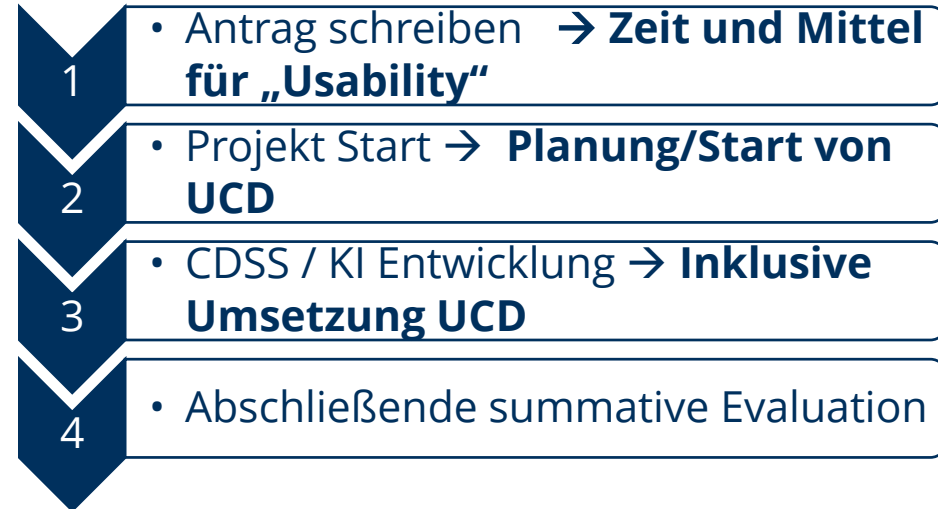 1
• Antrag schreiben → Zeit und Mittel
für „Usability“
2
• Projekt Start → Planung/Start von
UCD
3
• CDSS / KI Entwicklung → Inklusive
Umsetzung UCD
4
• Abschließende summative Evaluation